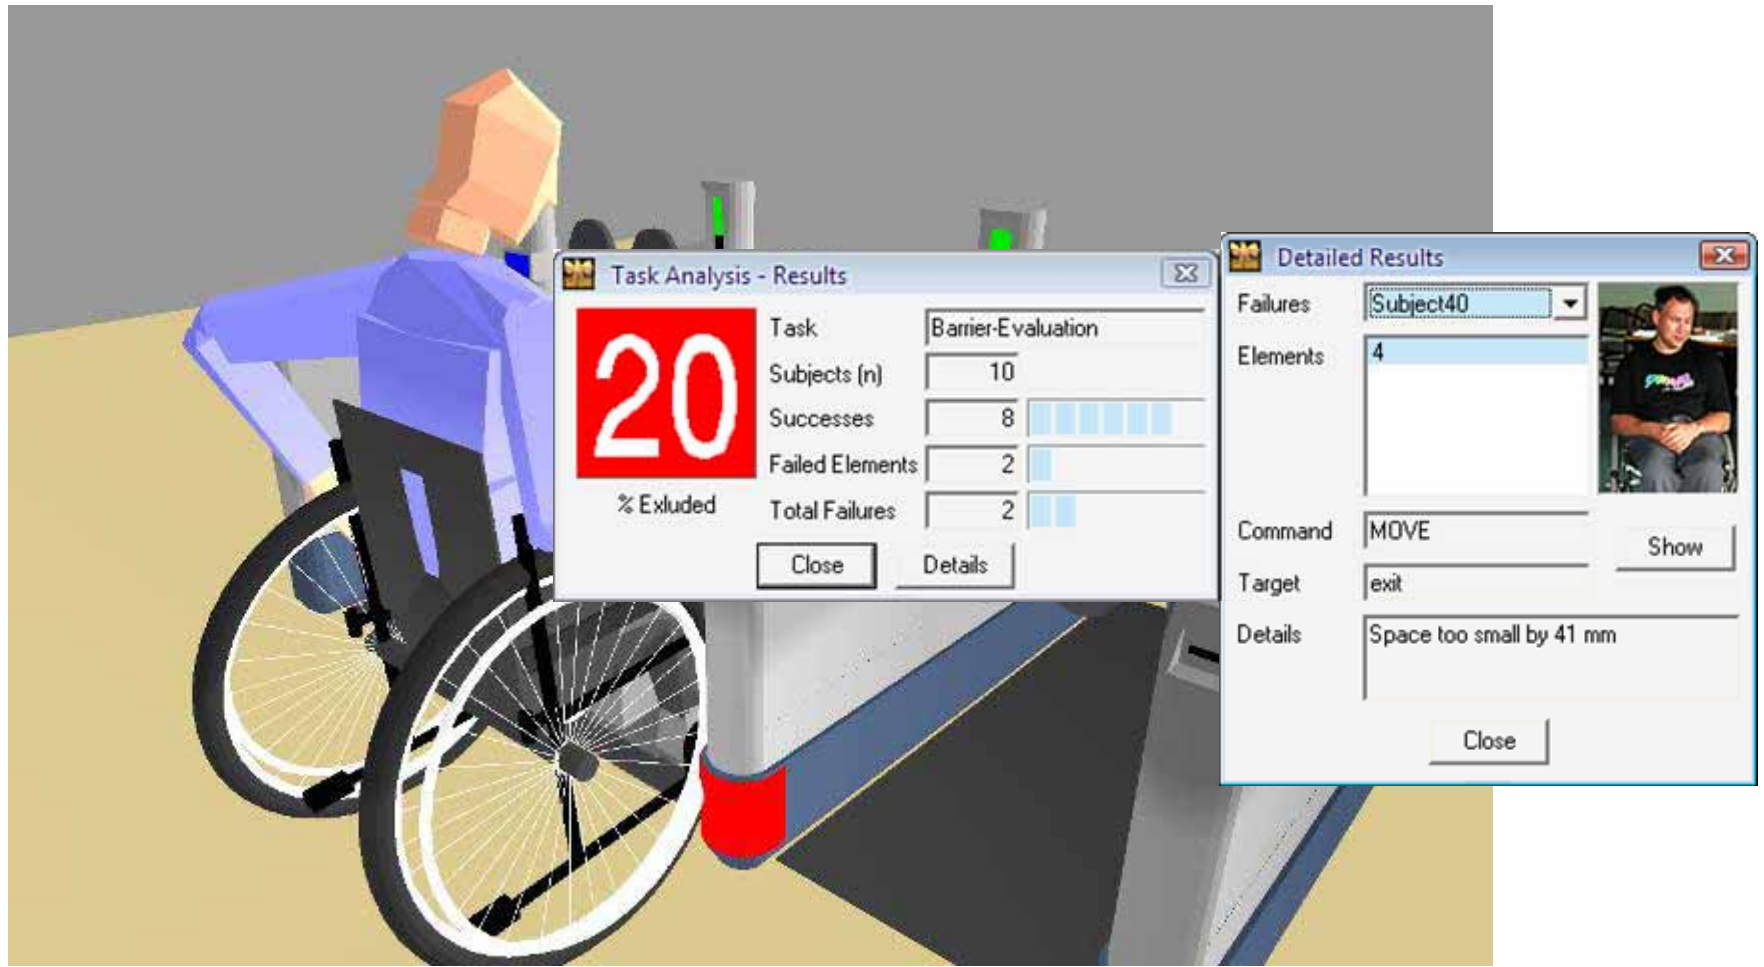 Task Analysis - Results
20
% Exluded
Task Barrier-Evaluation
Subjects (n) 10
Successes 8
Failed Elements 2
Total Failures 2
Close Details
Detailed Results
Failures Subject40
Elements 4
Command MOVE
Show
Target exit
Details Space too small by 41 mm
Close